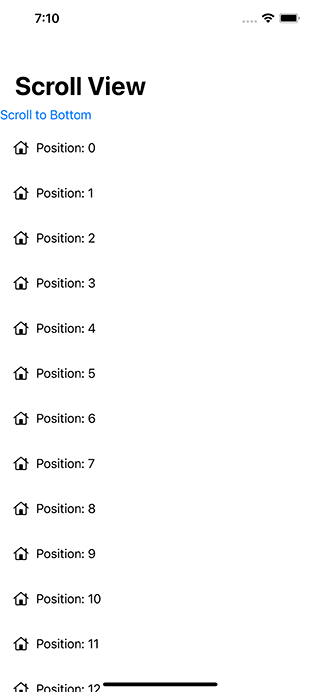 7:10
Scroll View
Scroll to Bottom
Position: 0
Position: 1
Position: 2
Position: 3
Position: 4
Position: 5
Position: 6
Position: 7
Position: 8
Position: 9
Position: 10
Position: 11
Position: 12